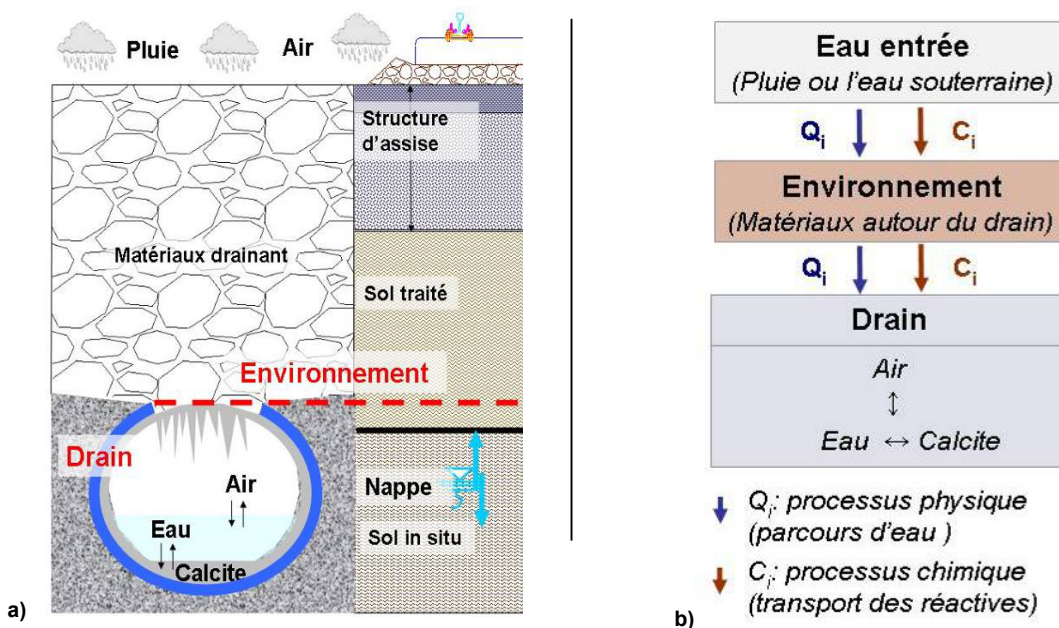 Pluie
Air
Structure
d'assise
Matériaux drainant
Sol traité
Environnement
Drain
Air
Eau
Calcite
Nappe
Sol in situ
a)
Eau entrée
(Pluie ou l'eau souterraine)
Qi
Ci
Environnement
(Matériaux autour du drain)
Qi
Ci
Drain
Air
Eau ↔ Calcite
Qi: processus physique
(parcours d'eau )
Ci: processus chimique
(transport des réactives)
b)